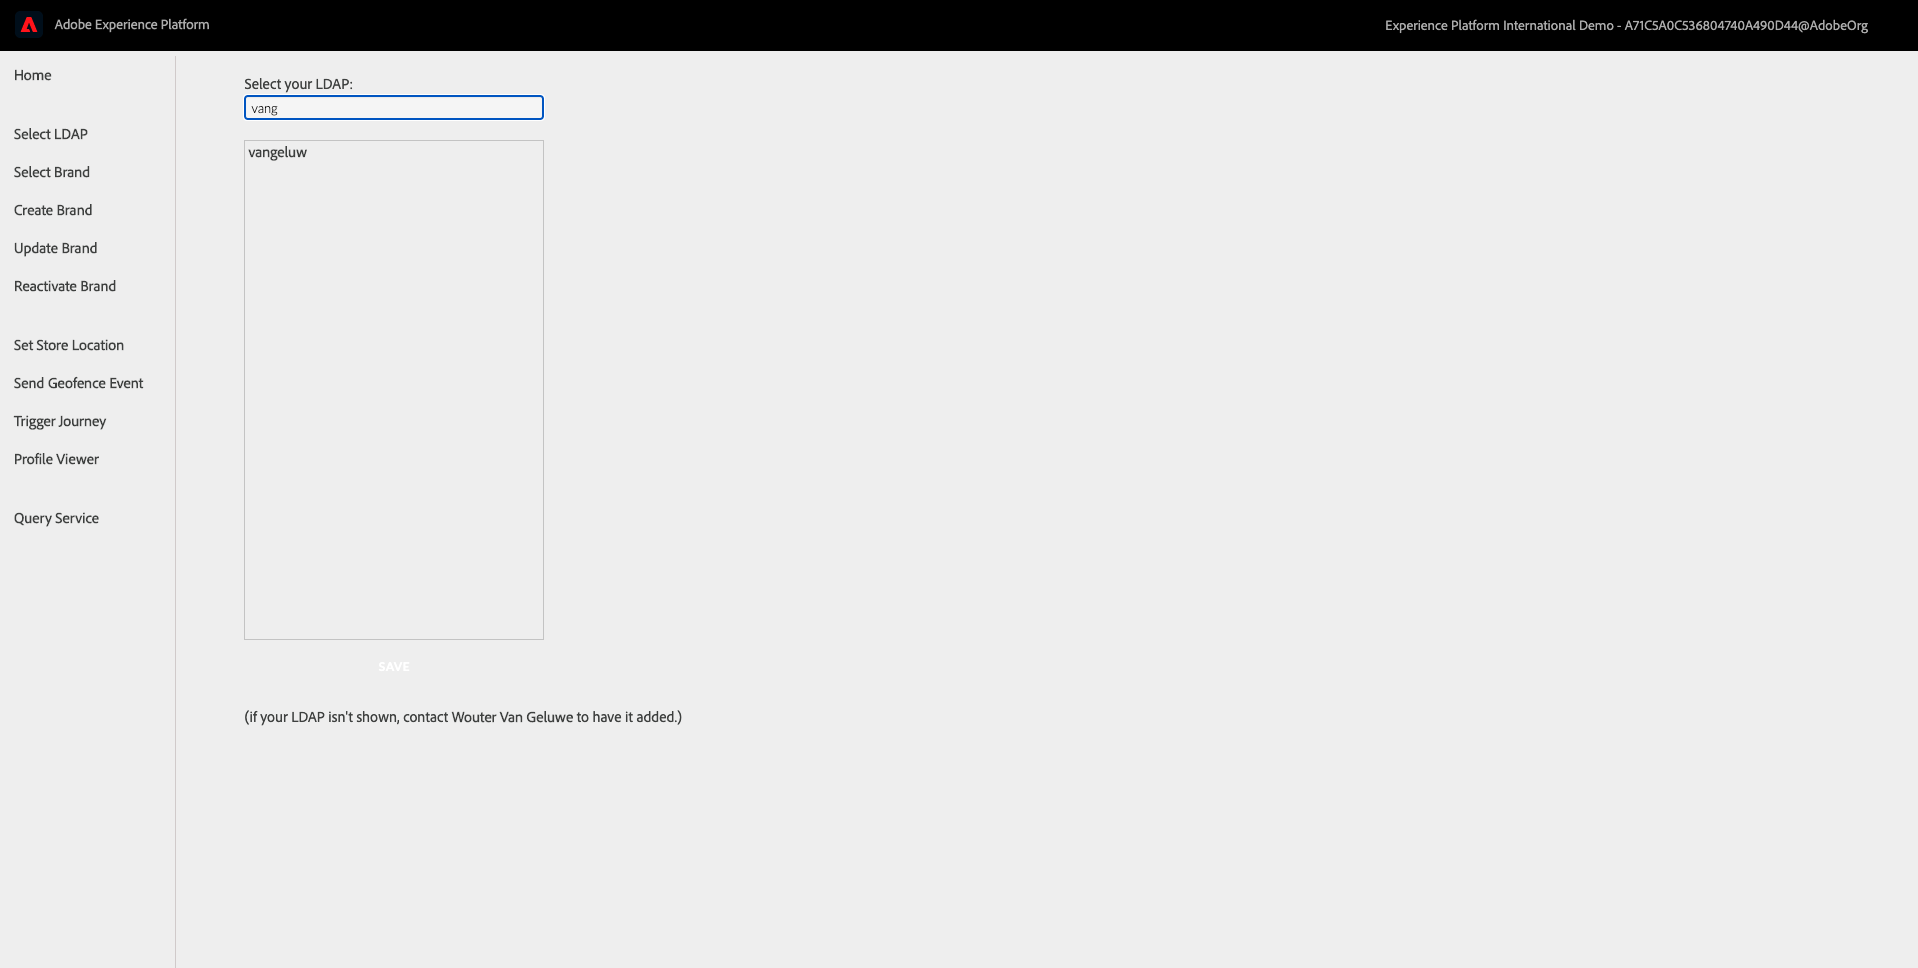 Adobe Experience Platform
Experience Platform International Demo - A71C5A0C536804740A490D44@AdobeOrg
Home
Select LDAP
Select Brand
Create Brand
Update Brand
Reactivate Brand
Set Store Location
Send Geofence Event
Trigger Journey
Profile Viewer
Query Service
Select your LDAP:
vang
vangeluw
SAVE
(if your LDAP isn't shown, contact Wouter Van Geluwe to have it added.)